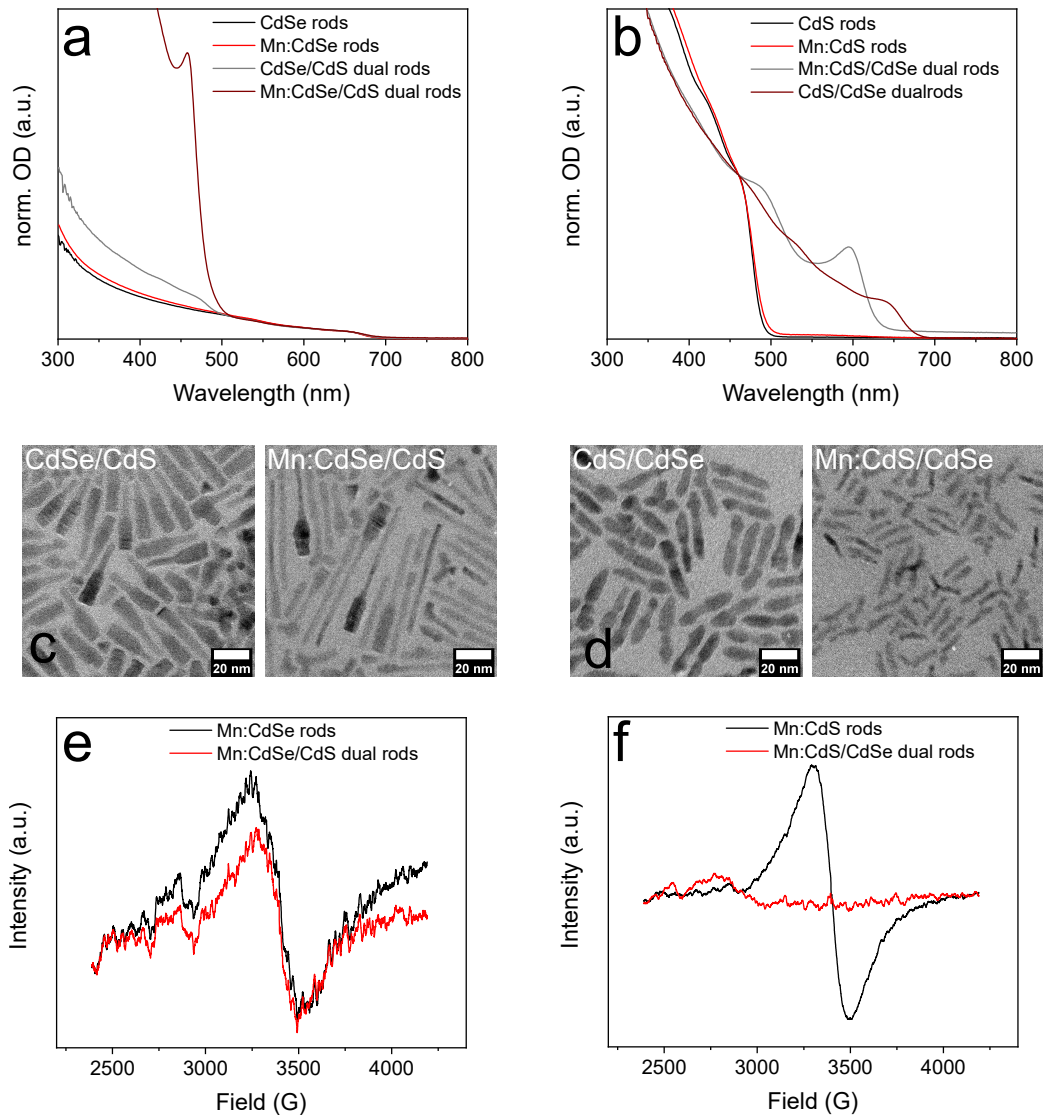 a
CdSe rods
Mn:CdSe rods
CdSe/CdS dual rods
Mn:CdSe/CdS dual rods
norm. OD (a.u.)
300 400 500 600 700 800
Wavelength (nm)
b
CdS rods
Mn:CdS rods
Mn:CdS/CdSe dual rods
CdS/CdSe dualrods
norm. OD (a.u.)
300 400 500 600 700 800
Wavelength (nm)
CdSe/CdS
c
20 nm
Mn:CdSe/CdS
20 nm
CdS/CdSe
d
20 nm
Mn:CdS/CdSe
20 nm
e
Mn:CdSe rods
Mn:CdSe/CdS dual rods
Intensity (a.u.)
2500 3000 3500 4000
Field (G)
f
Mn:CdS rods
Mn:CdS/CdSe dual rods
Intensity (a.u.)
2500 3000 3500 4000
Field (G)